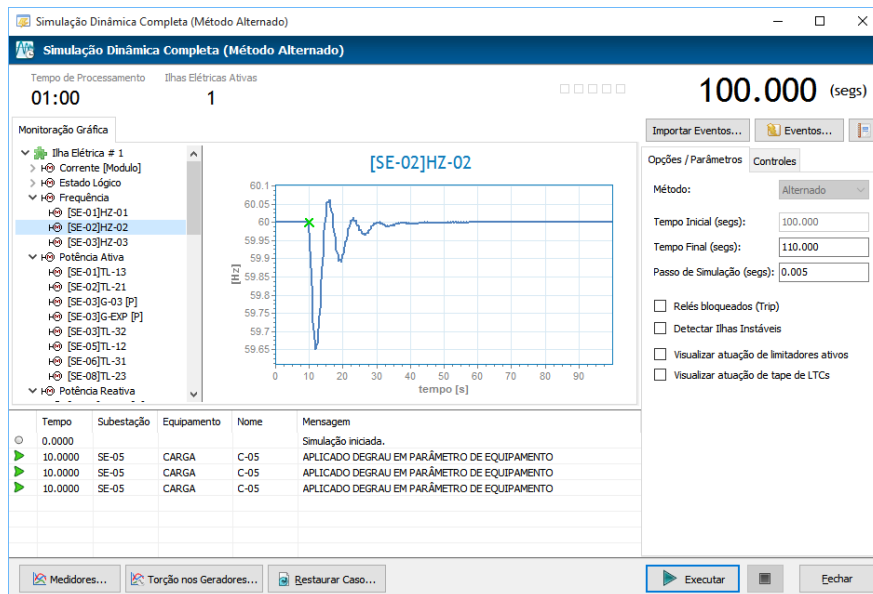 Simulação Dinâmica Completa (Método Alternado)
Simulação Dinâmica Completa (Método Alternado)
Tempo de Processamento
01:00
Ilhas Elétricas Ativas
1
100.000 (segs)
Monitoração Gráfica
Ilha Elétrica # 1
Corrente [Modulo]
Estado Lógico
Frequência
[SE-01]HZ-01
[SE-02]HZ-02
[SE-03]HZ-03
Potência Ativa
[SE-01]TL-13
[SE-02]TL-21
[SE-03]G-03 [P]
[SE-03]G-EXP [P]
[SE-03]TL-32
[SE-05]TL-12
[SE-06]TL-31
[SE-08]TL-23
Potência Reativa
[SE-02]HZ-02
60.1
60.05
60
59.95
59.9
59.85
59.8
59.75
59.7
59.65
[Hz]
0 10 20 30 40 50 60 70 80 90
tempo [s]
Importar Eventos... Eventos...
Opções / Parâmetros Controles
Método: Alternado
Tempo Inicial (segs): 100.000
Tempo Final (segs): 110.000
Passo de Simulação (segs): 0.005
Relés bloqueados (Trip)
Detectar Ilhas Instáveis
Visualizar atuação de limitadores ativos
Visualizar atuação de tape de LTCs
Tempo Subestação Equipamento Nome Mensagem
0.0000 Simulação iniciada.
10.0000 SE-05 CARGA C-05 APLICADO DEGRAU EM PARÂMETRO DE EQUIPAMENTO
10.0000 SE-05 CARGA C-05 APLICADO DEGRAU EM PARÂMETRO DE EQUIPAMENTO
10.0000 SE-05 CARGA C-05 APLICADO DEGRAU EM PARÂMETRO DE EQUIPAMENTO
Medidores... Torção nos Geradores... Restaurar Caso... Executar Fechar